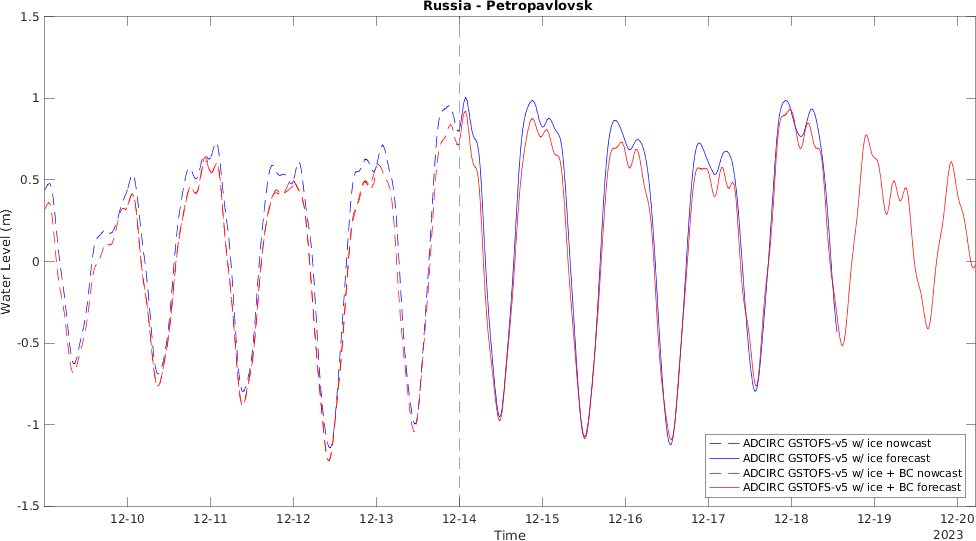 Russia - Petropavlovsk
1.5
1
0.5
0
-0.5
-1
-1.5
Water Level (m)
ADCIRC GSTOFS-v5 w/ ice nowcast
ADCIRC GSTOFS-v5 w/ ice forecast
ADCIRC GSTOFS-v5 w/ ice + BC nowcast
ADCIRC GSTOFS-v5 w/ ice + BC forecast
12-10 12-11 12-12 12-13 12-14 12-15 12-16 12-17 12-18 12-19 12-20
Time
2023